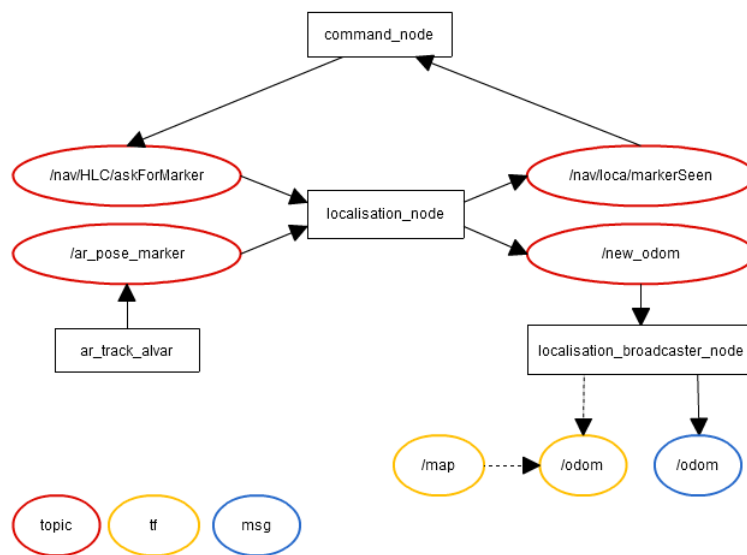 command_node
/nav/HLC/askForMarker
/nav/loca/markerSeen
localisation_node
/ar_pose_marker
/new_odom
ar_track_alvar
localisation_broadcaster_node
/map
/odom
/odom
topic
tf
msg